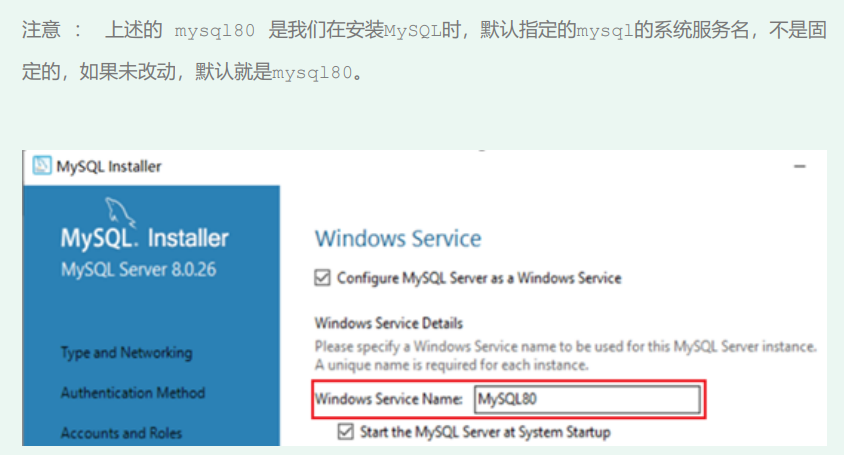 注意 ： 上述的 mysql80 是我们在安装MySQL时，默认指定的mysql的系统服务名，不是固
定的，如果未改动，默认就是mysql80。
MySQL Installer
MySQL. Installer
MySQL Server 8.0.26
Type and Networking
Authentication Method
Accounts and Roles
Windows Service
Configure MySQL Server as a Windows Service
Windows Service Details
Please specify a Windows Service name to be used for this MySQL Server instance.
A unique name is required for each instance.
Windows Service Name: MySQL80
Start the MySQL Server at System Startup